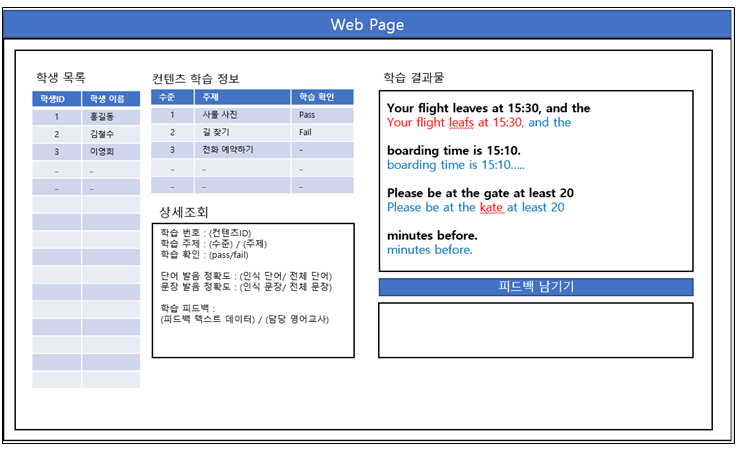 Web Page
학생 목록
학생ID 학생 이름
1 홍길동
2 김철수
3 이영희
.. ..
.. ..
컨텐츠 학습 정보
수준 주제 학습 확인
1 사물 사진 Pass
2 길 찾기 Fail
3 전화 예약하기 -
.. .. ..
.. .. ..
상세조회
학습 번호 : (컨텐츠ID)
학습 주제 : (수준) / (주제)
학습 확인 : (pass/fail)
단어 발음 정확도 : (인식 단어/ 전체 단어)
문장 발음 정확도 : (인식 문장/ 전체 문장)
학습 피드백 :
(피드백 텍스트 데이터) / (담당 영어교사)
학습 결과물
Your flight leaves at 15:30, and the
Your flight leafs at 15:30, and the
boarding time is 15:10.
boarding time is 15:10.....
Please be at the gate at least 20
Please be at the kate at least 20
minutes before.
minutes before.
피드백 남기기